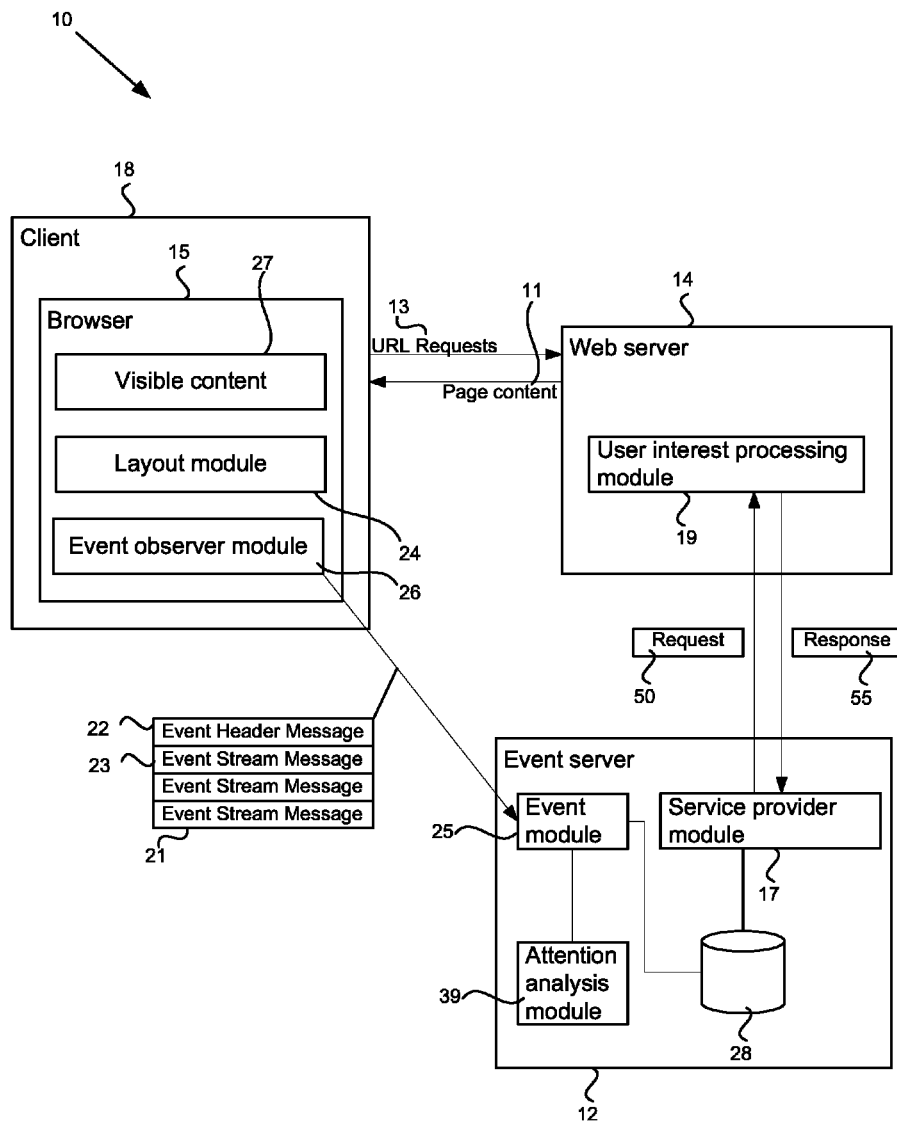 10
18
Client
15
27
Browser
Visible content
Layout module
Event observer module
24
26
13
11
URL Requests
Page content
14
Web server
User interest processing
module
19
Request
Response
50
55
22
Event Header Message
23
Event Stream Message
Event Stream Message
Event Stream Message
21
Event server
Event
module
25
Service provider
module
17
Attention
analysis
module
39
28
12